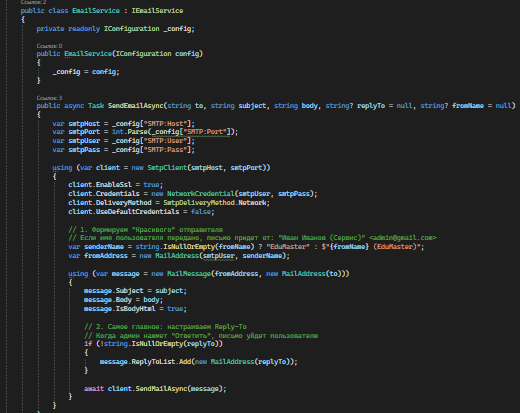 Ссылок: 2
public class EmailService : IEmailService
{
private readonly IConfiguration _config;
Ссылок: 0
public EmailService(IConfiguration config)
{
_config = config;
}
Ссылок: 3
public async Task SendEmailAsync(string to, string subject, string body, string? replyTo = null, string? fromName = null)
{
var smtpHost = _config["SMTP:Host"];
var smtpPort = int.Parse(_config["SMTP:Port"]);
var smtpUser = _config["SMTP:User"];
var smtpPass = _config["SMTP:Pass"];
using (var client = new SmtpClient(smtpHost, smtpPort))
{
client.EnableSsl = true;
client.Credentials = new NetworkCredential(smtpUser, smtpPass);
client.DeliveryMethod = SmtpDeliveryMethod.Network;
client.UseDefaultCredentials = false;
// 1. Формируем "Красивого" отправителя
// Если имя пользователя передано, письмо придет от: "Иван Иванов (Сервис)" <admin@gmail.com>
var senderName = string.IsNullOrEmpty(fromName) ? "EduMaster" : $"{fromName} (EduMaster)";
var fromAddress = new MailAddress(smtpUser, senderName);
using (var message = new MailMessage(fromAddress, new MailAddress(to)))
{
message.Subject = subject;
message.Body = body;
message.IsBodyHtml = true;
// 2. Самое главное: настраиваем Reply-To
// Когда админ нажмет "Ответить", письмо уйдет пользователю
if (!string.IsNullOrEmpty(replyTo))
{
message.ReplyToList.Add(new MailAddress(replyTo));
}
await client.SendMailAsync(message);
}
}